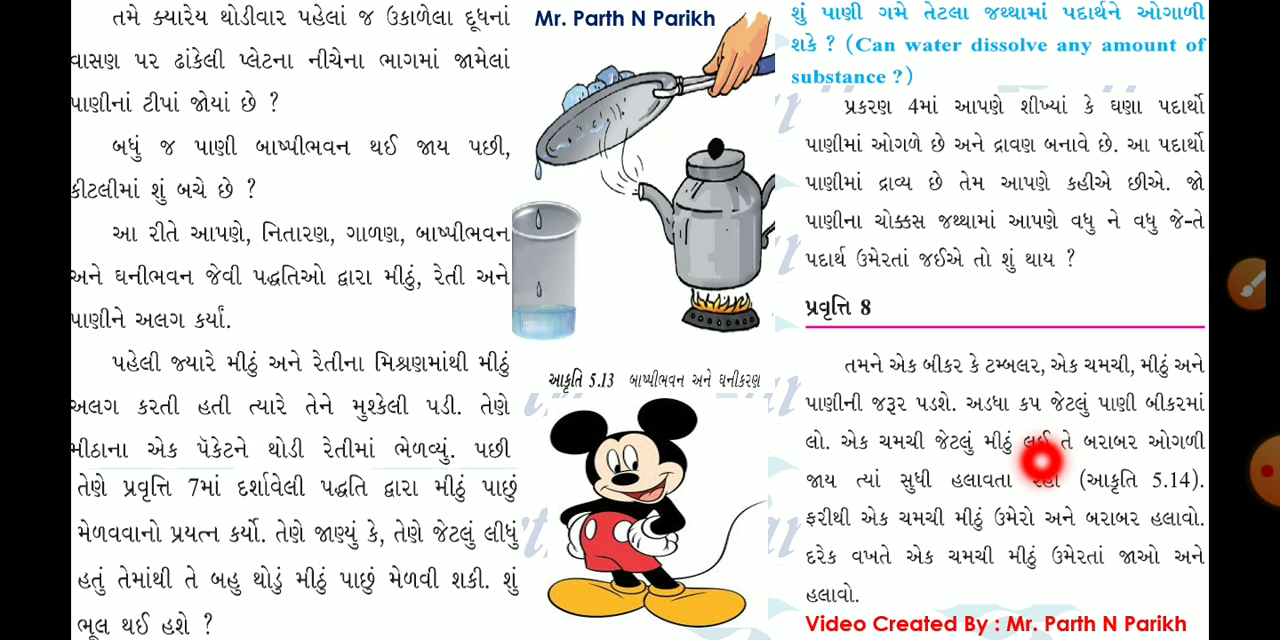 તમે ક્યારેય થોડીવાર પહેલાં જ ઉકાળેલા દૂધનાં
વાસણ પર ઢાંકેલી પ્લેટના નીચેના ભાગમાં જામેલાં
પાણીનાં ટીપાં જોયાં છે ?
બધું જ પાણી બાષ્પીભવન થઈ જાય પછી,
કીટલીમાં શું બચે છે ?
આ રીતે આપણે, નિતારણ, ગાળણ, બાષ્પીભવન
અને ઘનીભવન જેવી પદ્ધતિઓ દ્વારા મીઠું, રેતી અને
પાણીને અલગ કર્યાં.
પહેલી જ્યારે મીઠું અને રેતીના મિશ્રણમાંથી મીઠું
અલગ કરતી હતી ત્યારે તેને મુશ્કેલી પડી. તેણે
મીઠાના એક પૅકેટને થોડી રેતીમાં ભેળવ્યું. પછી
તેણે પ્રવૃત્તિ 7માં દર્શાવેલી પદ્ધતિ દ્વારા મીઠું પાછું
મેળવવાનો પ્રયત્ન કર્યો. તેણે જાણ્યું કે, તેણે જેટલું લીધું
હતું તેમાંથી તે બહુ થોડું મીઠું પાછું મેળવી શકી. શું
ભૂલ થઈ હશે ?
Mr. Parth N Parikh
આકૃતિ 5.13 બાષ્પીભવન અને ઘનીકરણ
શું પાણી ગમે તેટલા જથ્થામાં પદાર્થને ઓગાળી
શકે ? (Can water dissolve any amount of
substance ?)
પ્રકરણ 4માં આપણે શીખ્યાં કે ઘણા પદાર્થો
પાણીમાં ઓગળે છે અને દ્રાવણ બનાવે છે. આ પદાર્થો
પાણીમાં દ્રાવ્ય છે તેમ આપણે કહીએ છીએ. જો
પાણીના ચોક્કસ જથ્થામાં આપણે વધુ ને વધુ જે-તે
પદાર્થ ઉમેરતાં જઈએ તો શું થાય ?
પ્રવૃત્તિ 8
તમને એક બીકર કે ટમ્બલર, એક ચમચી, મીઠું અને
પાણીની જરૂર પડશે. અડધા કપ જેટલું પાણી બીકરમાં
લો. એક ચમચી જેટલું મીઠું લઈ તે બરાબર ઓગળી
જાય ત્યાં સુધી હલાવતા રહો (આકૃતિ 5.14).
ફરીથી એક ચમચી મીઠું ઉમેરો અને બરાબર હલાવો.
દરેક વખતે એક ચમચી મીઠું ઉમેરતાં જાઓ અને
હલાવો.
Video Created By : Mr. Parth N Parikh